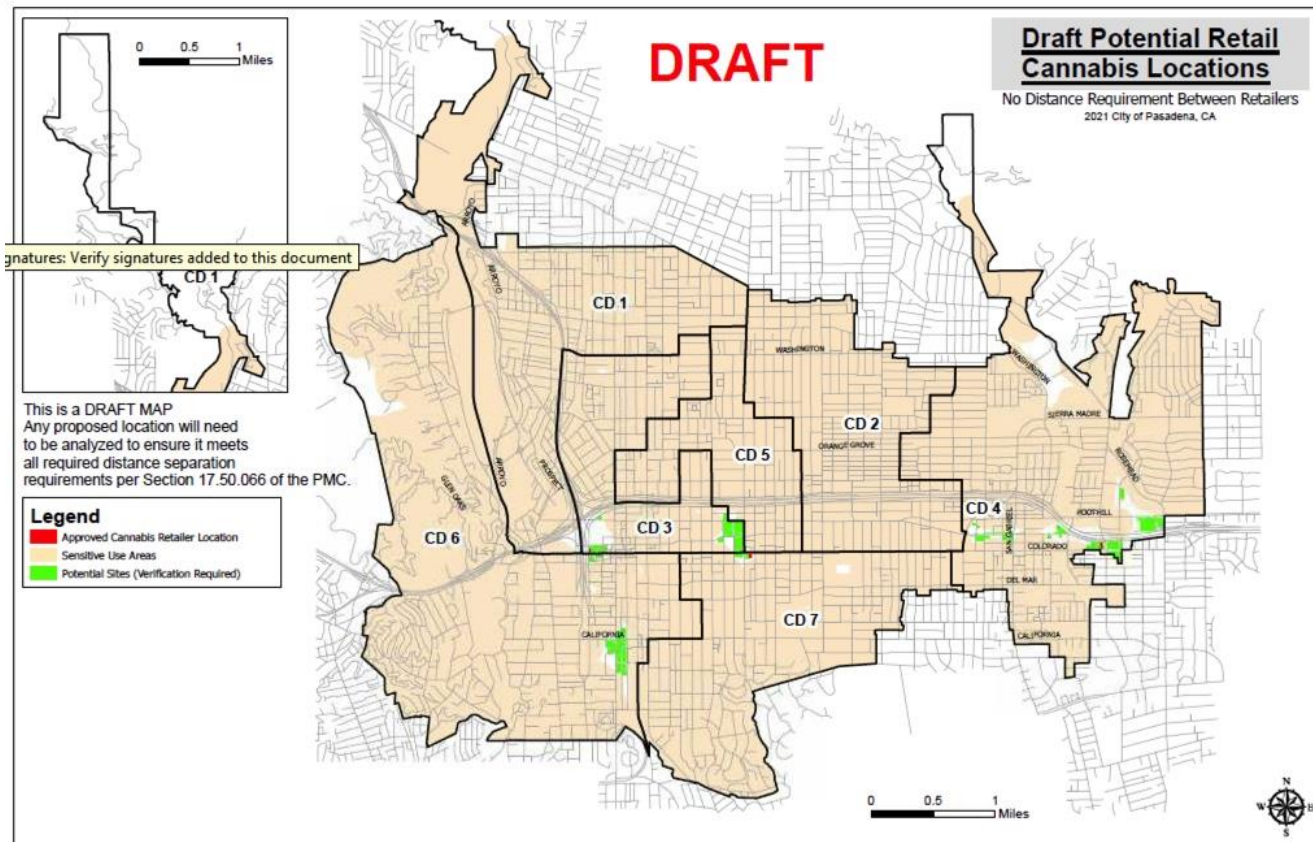 0 0.5 1
Miles
CD 1
gnatures: Verify signatures added to this document
This is a DRAFT MAP
Any proposed location will need
to be analyzed to ensure it meets
all required distance separation
requirements per Section 17.50.066 of the PMC.
Legend
Approved Cannabis Retailer Location
Sensitive Use Areas
Potential Sites (Verification Required)
DRAFT
Draft Potential Retail
Cannabis Locations
No Distance Requirement Between Retailers
2021 City of Pasadena, CA
ARROYO
ARROYO
CD 1
WASHINGTON
WASHINGTON
SIERRA MADRE
CD 2
ORANGE GROVE
CD 5
ROSEMEAD
ARROYO
PROSPECT
GLEN OAKS
CD 4
FOOTHILL
CD 3
SAN GABRIEL
CD 6
COLORADO
DEL MAR
CD 7
CALIFORNIA
CALIFORNIA
0 0.5 1
Miles
N
W E
S